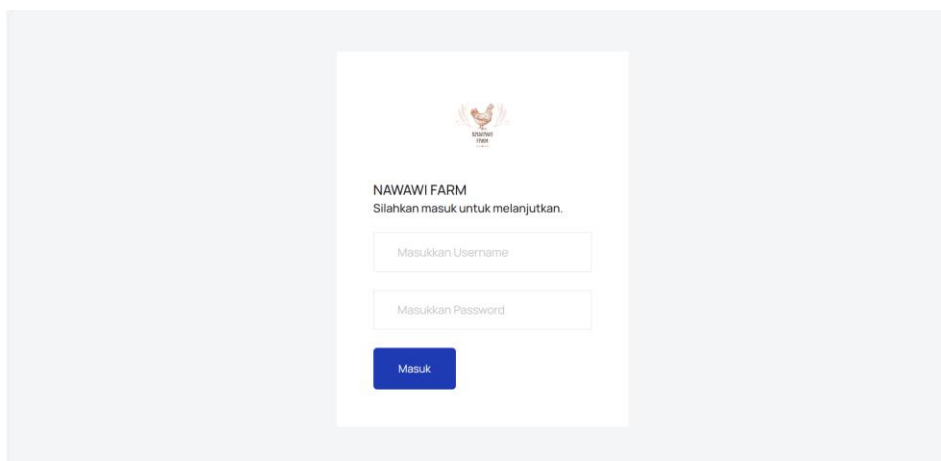 NAWAWI FARM
Silahkan masuk untuk melanjutkan.
Masukkan Username
Masukkan Password
Masuk